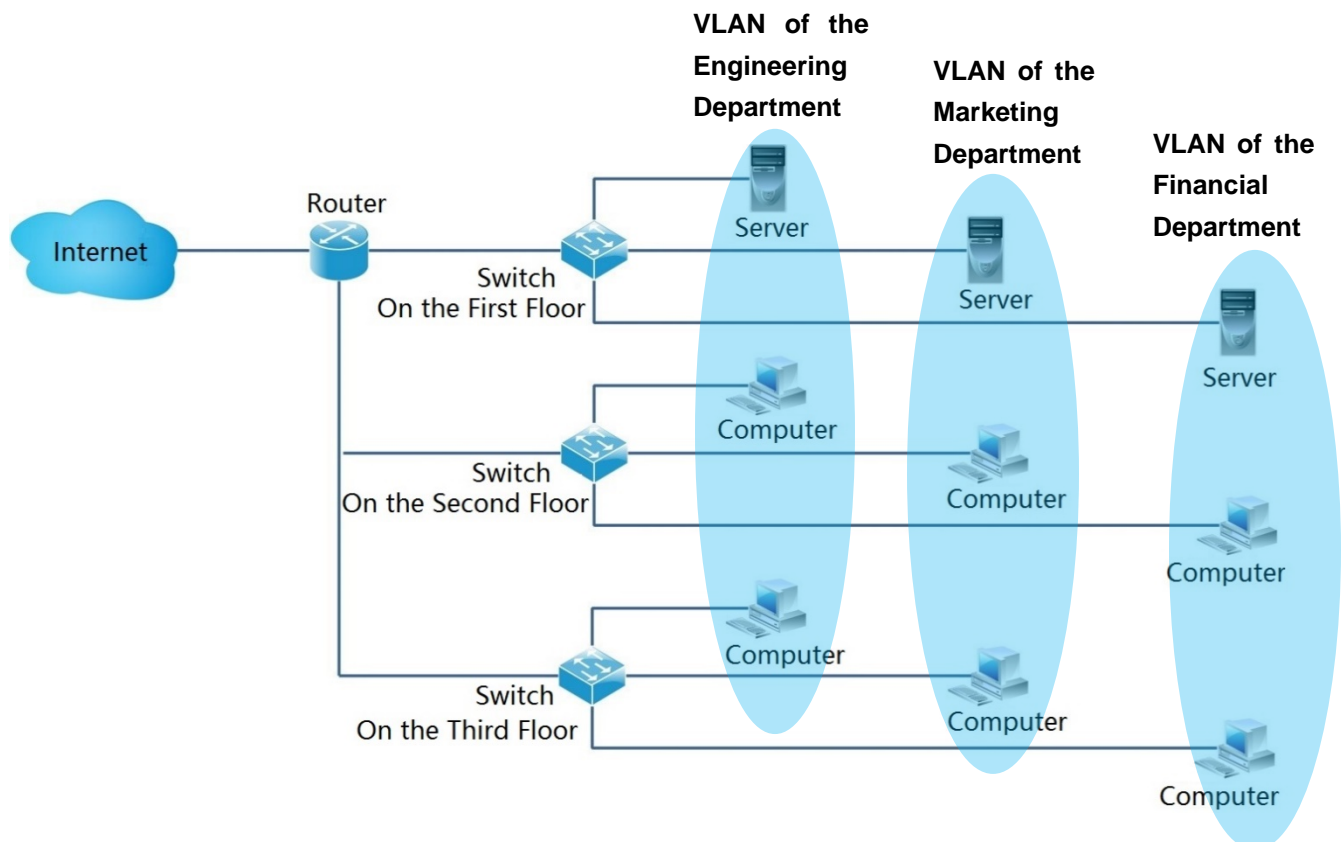 VLAN of the
Engineering
Department
VLAN of the
Marketing
Department
VLAN of the
Financial
Department
Router
Internet
Switch
On the First Floor
Server
Server
Server
Switch
On the Second Floor
Computer
Computer
Computer
Switch
On the Third Floor
Computer
Computer
Computer